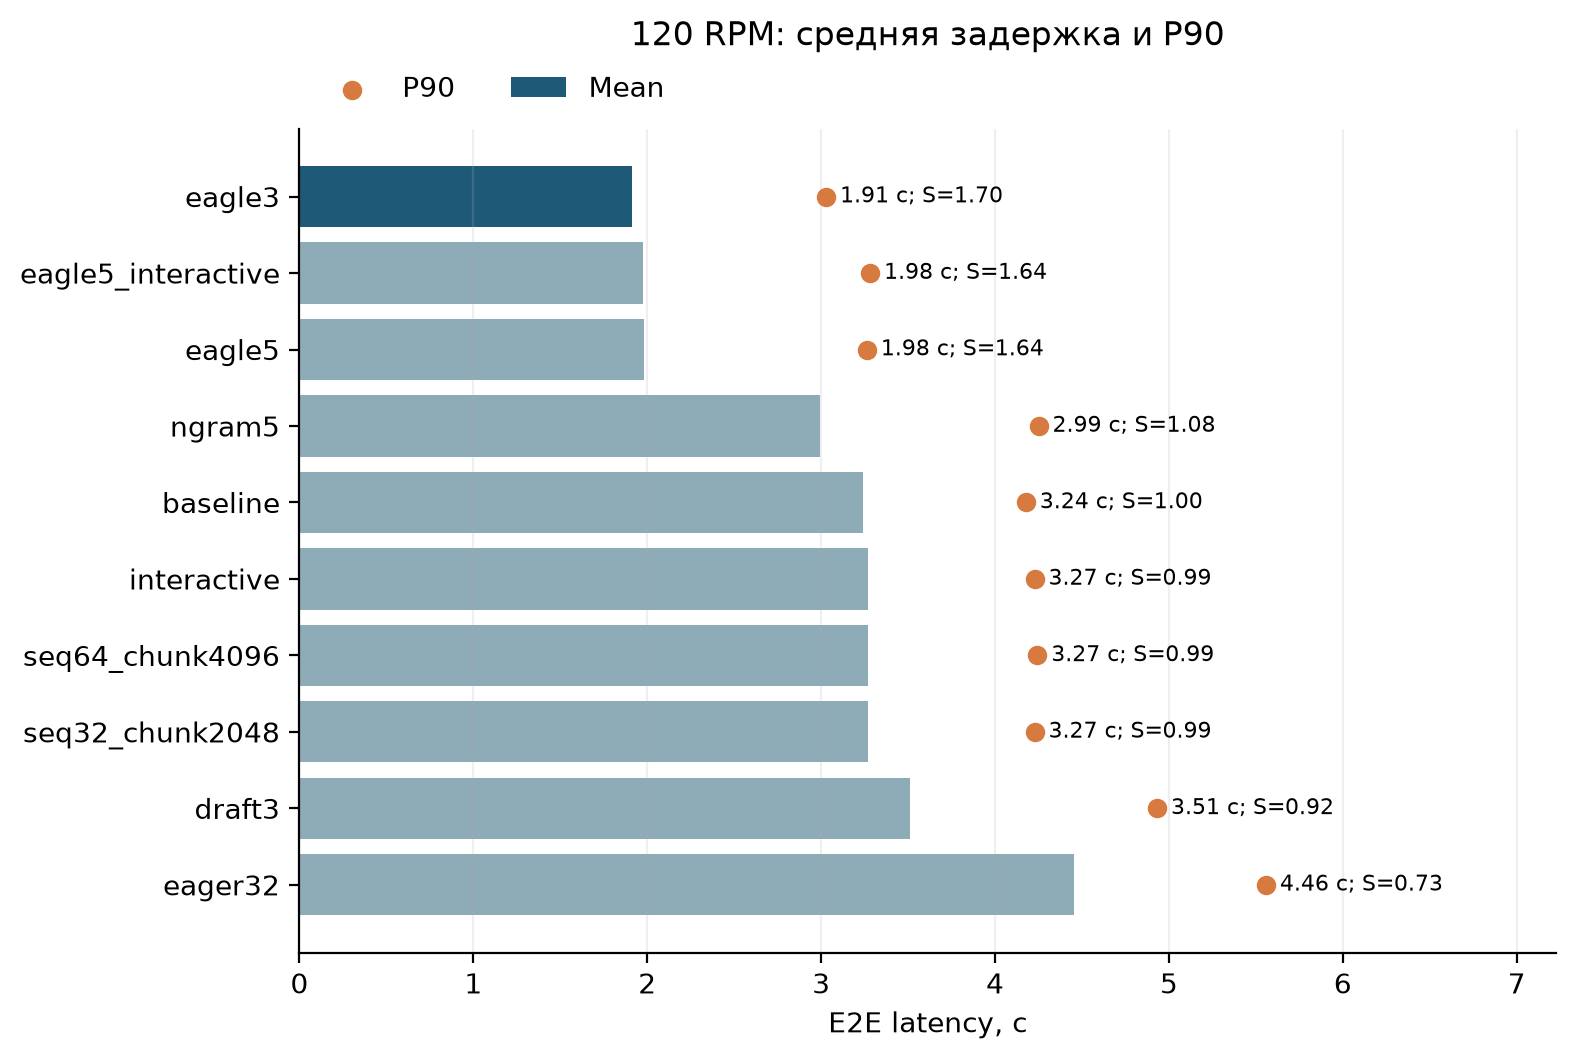 120 RPM: средняя задержка и P90
P90 Mean
eagle3 1.91 с; S=1.70
eagle5_interactive 1.98 с; S=1.64
eagle5 1.98 с; S=1.64
ngram5 2.99 с; S=1.08
baseline 3.24 с; S=1.00
interactive 3.27 с; S=0.99
seq64_chunk4096 3.27 с; S=0.99
seq32_chunk2048 3.27 с; S=0.99
draft3 3.51 с; S=0.92
eager32 4.46 с; S=0.73
0 1 2 3 4 5 6 7
E2E latency, с